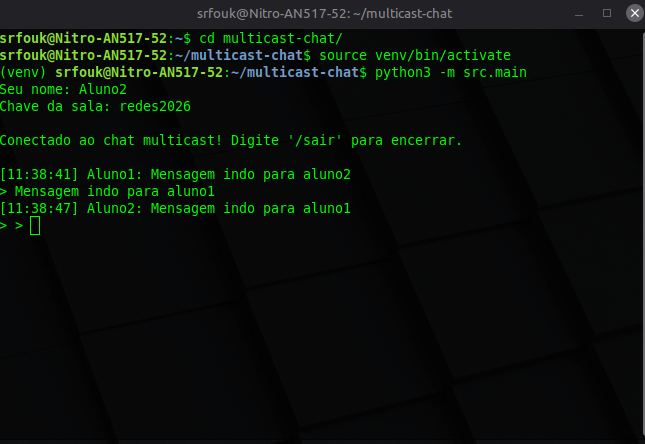 srfouk@Nitro-AN517-52: ~/multicast-chat
srfouk@Nitro-AN517-52:~$ cd multicast-chat/
srfouk@Nitro-AN517-52:~/multicast-chat$ source venv/bin/activate
(venv) srfouk@Nitro-AN517-52:~/multicast-chat$ python3 -m src.main
Seu nome: Aluno2
Chave da sala: redes2026
Conectado ao chat multicast! Digite '/sair' para encerrar.
[11:38:41] Aluno1: Mensagem indo para aluno2
> Mensagem indo para aluno1
[11:38:47] Aluno2: Mensagem indo para aluno1
> >